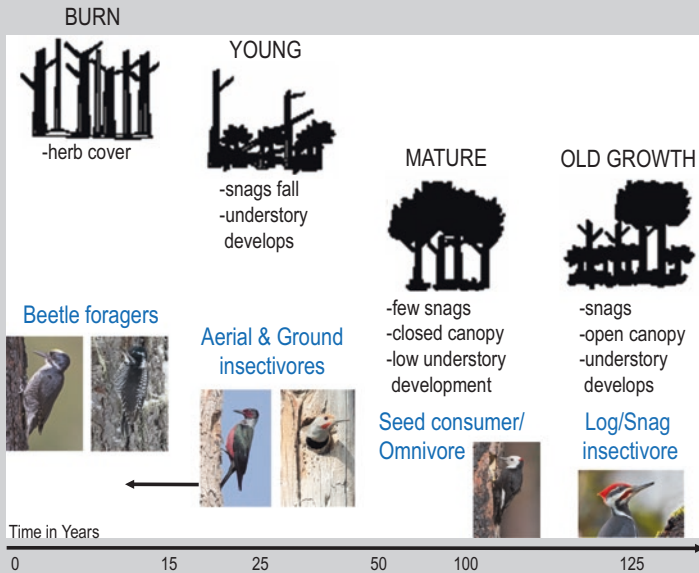 BURN
-herb cover
Beetle foragers
YOUNG
-snags fall
-understory
develops
Aerial & Ground
insectivores
MATURE
-few snags
-closed canopy
-low understory
development
Seed consumer/
Omnivore
OLD GROWTH
-snags
-open canopy
-understory
develops
Log/Snag
insectivore
Time in Years
0 15 25 50 100 125